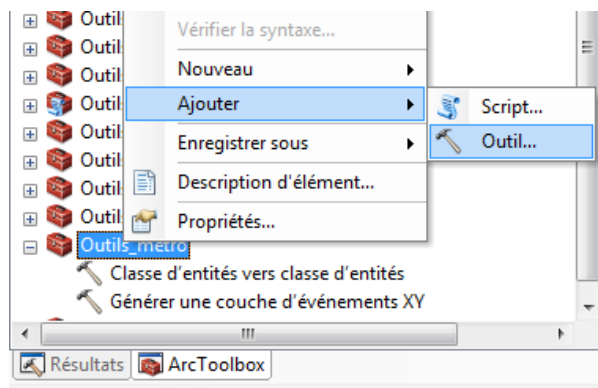 Outil
Vérifier la syntaxe...
Outil
Outil
Nouveau
Outil
Ajouter
Script...
Outil
Enregistrer sous
Outil...
Outil
Outil
Description d'élément...
Outil
Propriétés...
Outils_métro
Classe d'entités vers classe d'entités
Générer une couche d'événements XY
Résultats
ArcToolbox